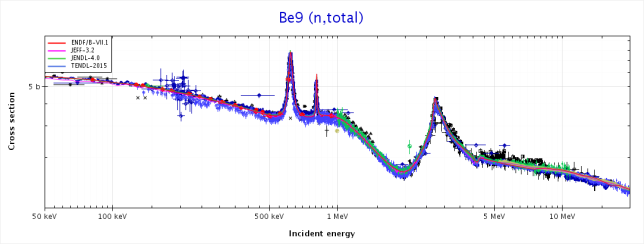 Be9 (n,total)
ENDF/B-VII.1
JEFF-3.2
JENDL-4.0
TENDL-2015
5 b
Cross section
50 keV 100 keV 500 keV 1 MeV 5 MeV 10 MeV
Incident energy